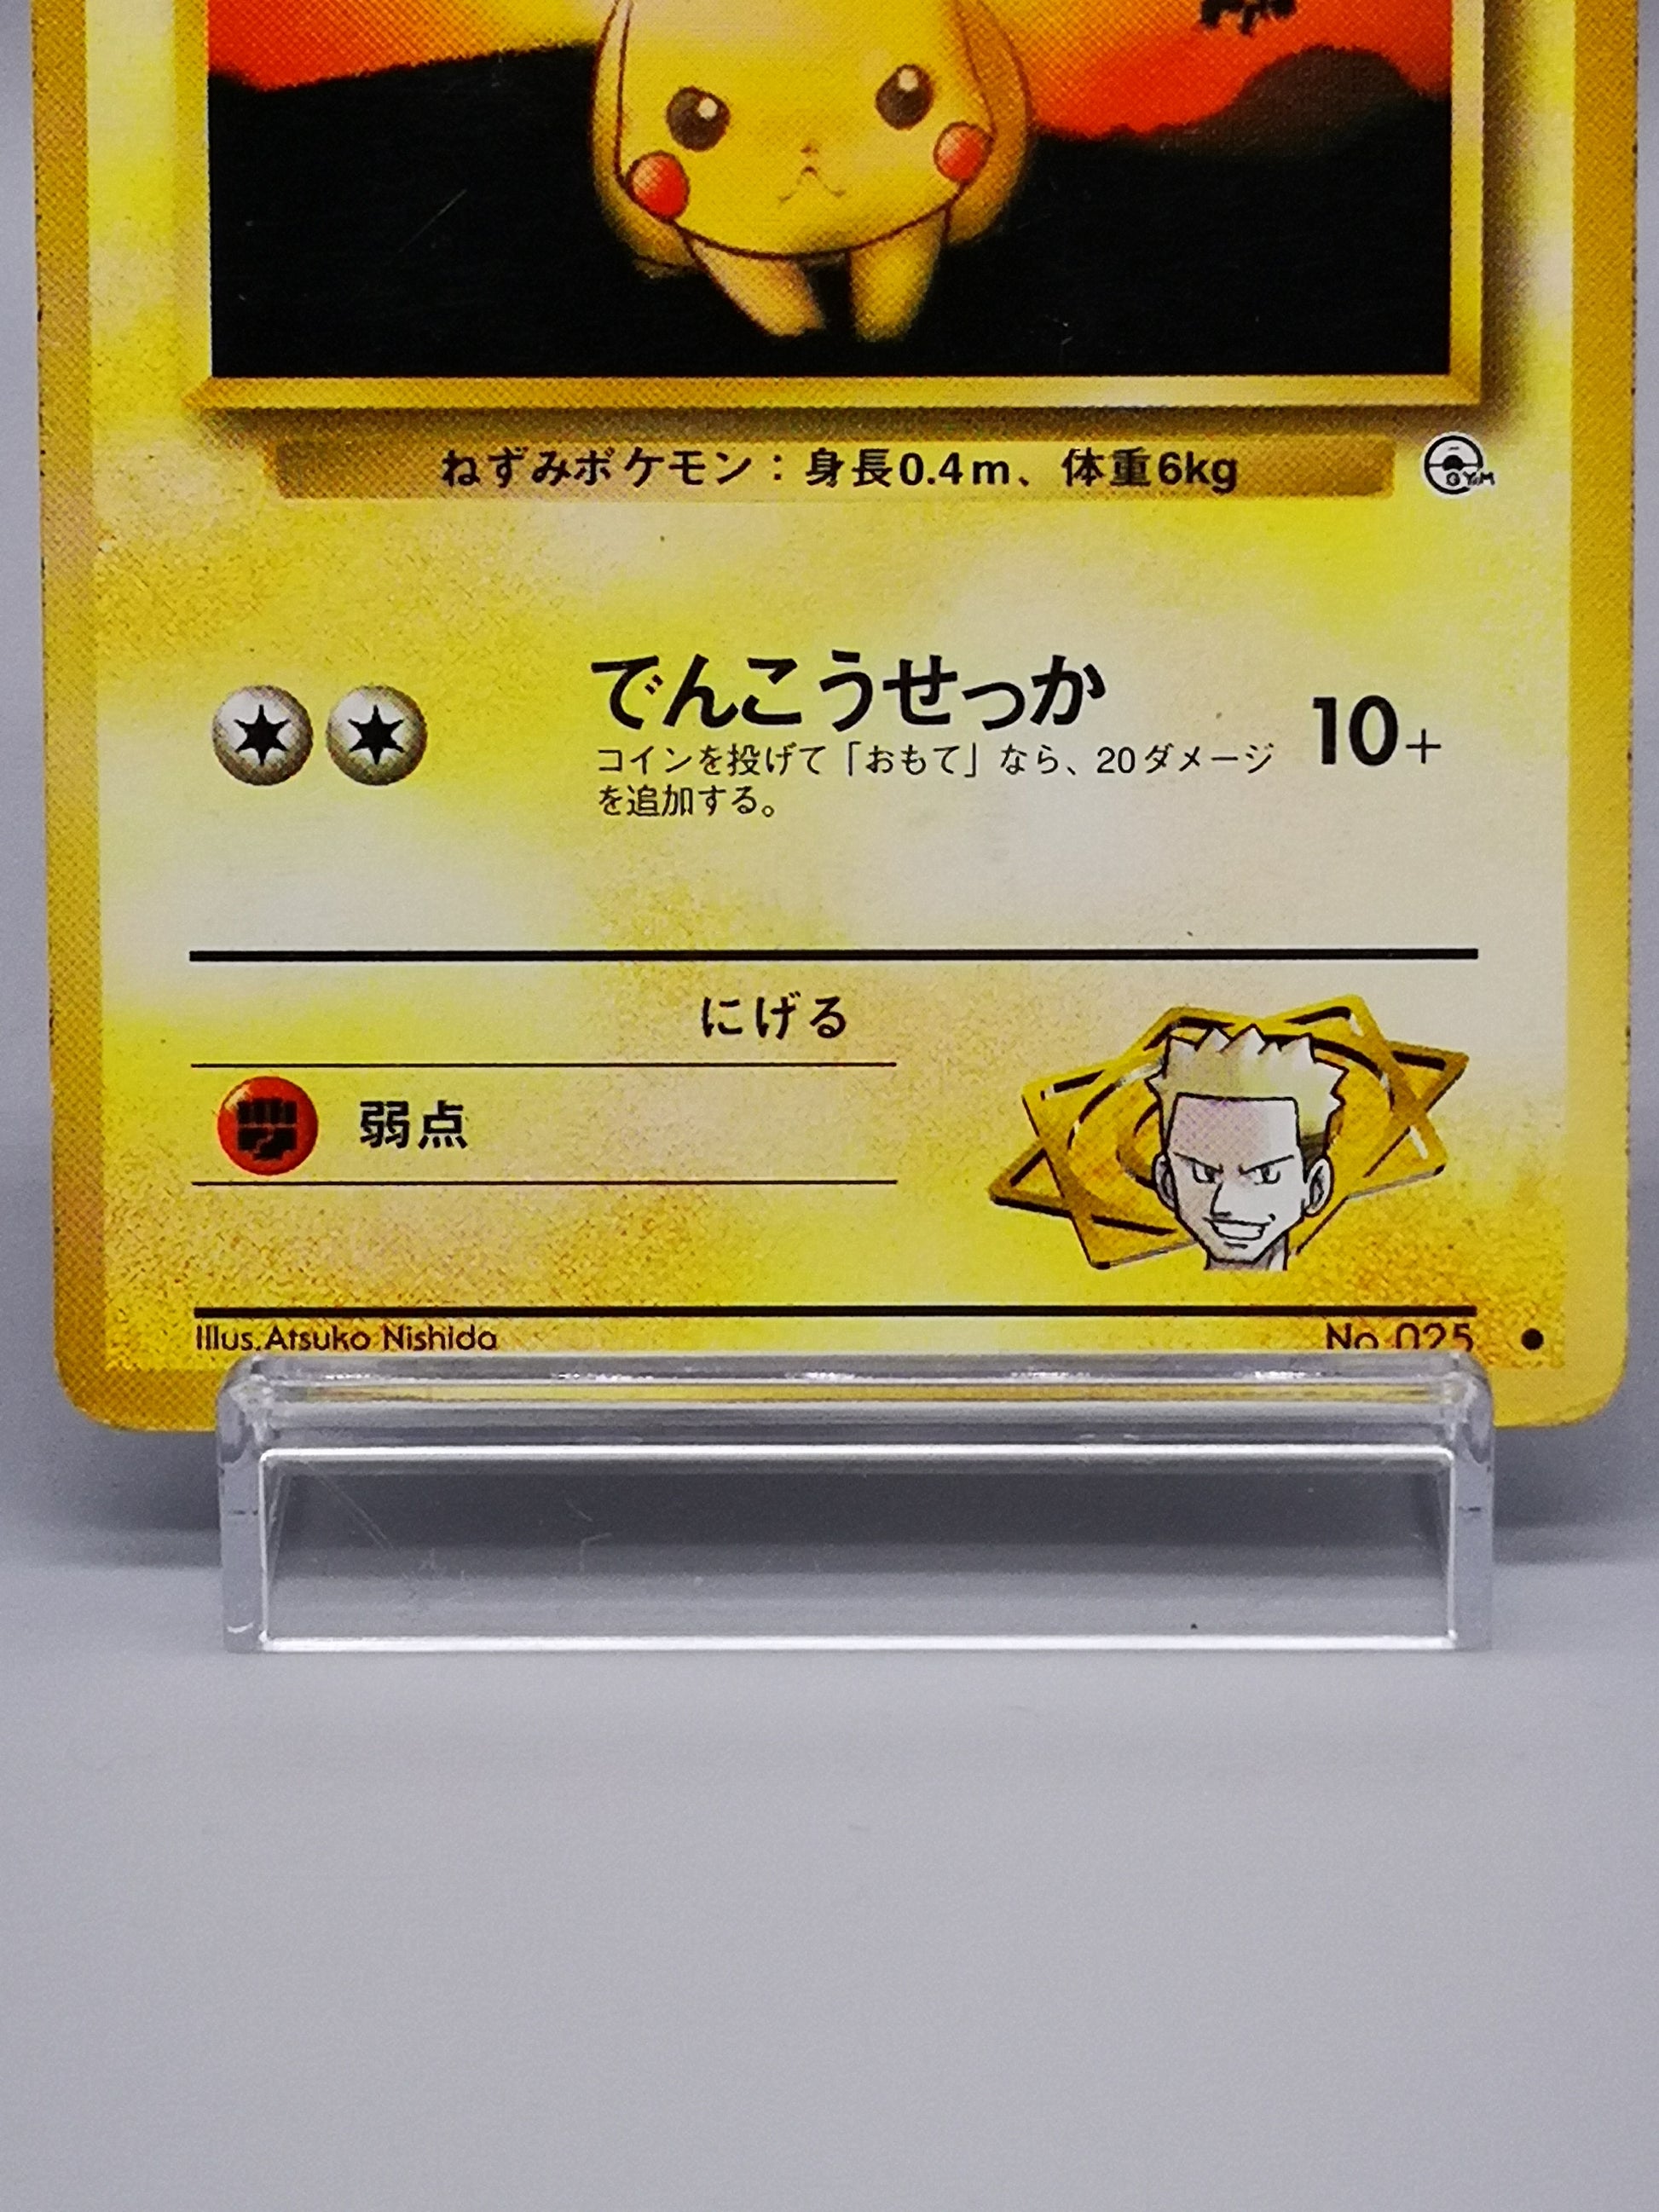 ねずみポケモン：身長0.4m、体重6kg
GYM
でんこうせっか
10+
コインを投げて「おもて」なら、20ダメージ
を追加する。
にげる
弱点
Illus.Atsuko Nishida
No.025